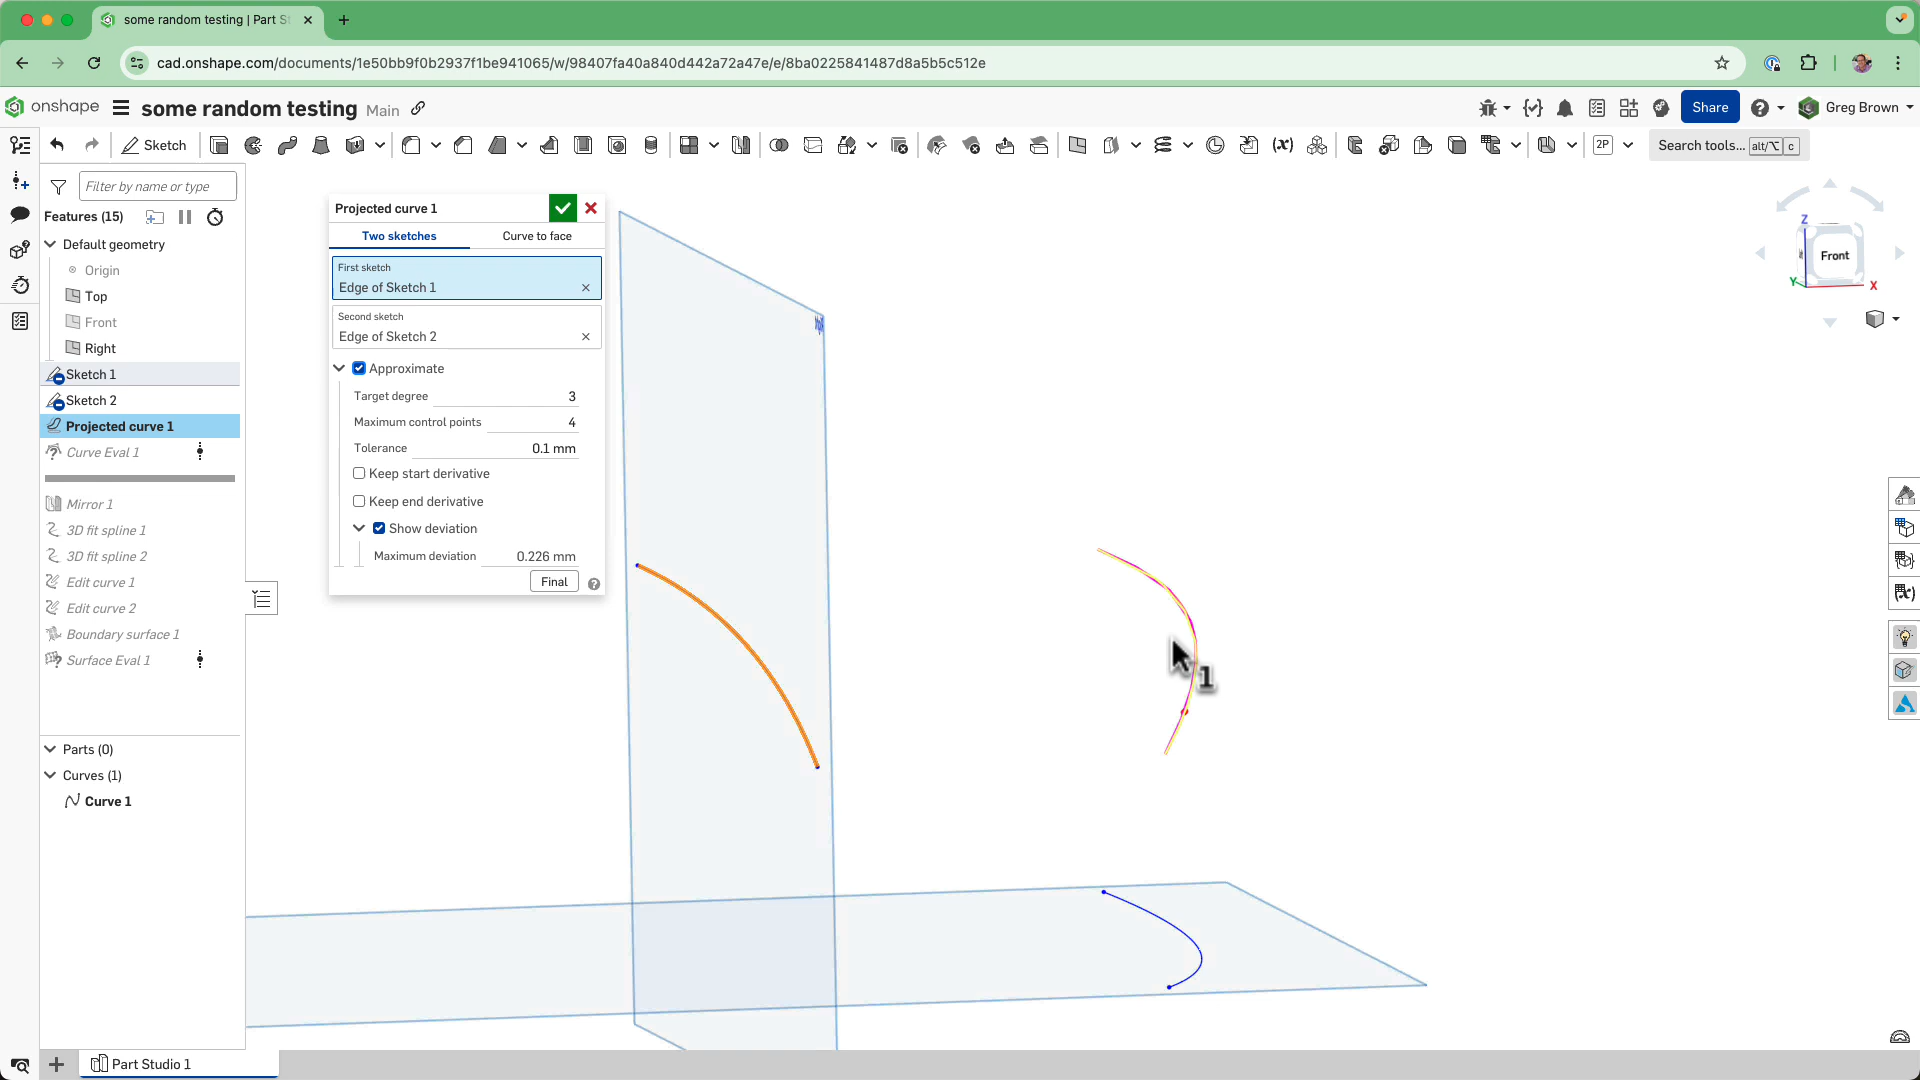 some random testing | Part S
cad.onshape.com/documents/1e50bb9f0b2937f1be941065/w/98407fa40a840d442a72a47e/e/8ba0225841487d8a5b5c512e
onshape
some random testing Main
Share
Greg Brown
Sketch
(x)
2P
Search tools... alt/⌥ c
Filter by name or type
Features (15)
Default geometry
Origin
Top
Front
Right
Sketch 1
Sketch 2
Projected curve 1
Curve Eval 1
Mirror 1
3D fit spline 1
3D fit spline 2
Edit curve 1
Edit curve 2
Boundary surface 1
Surface Eval 1
Parts (0)
Curves (1)
Curve 1
Projected curve 1
Two sketches
Curve to face
First sketch
Edge of Sketch 1
Second sketch
Edge of Sketch 2
Approximate
Target degree 3
Maximum control points 4
Tolerance 0.1 mm
Keep start derivative
Keep end derivative
Show deviation
Maximum deviation 0.226 mm
Final
Z
Front
Y
X
1
(x)
Part Studio 1